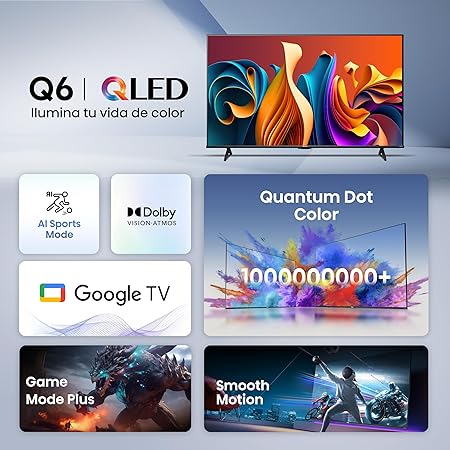 Q6 | QLED
Ilumina tu vida de color
AI
AI Sports
Mode
Dolby
VISION·ATMOS
Quantum Dot
Color
1000000000+
Google TV
Game
Mode Plus
Smooth
Motion